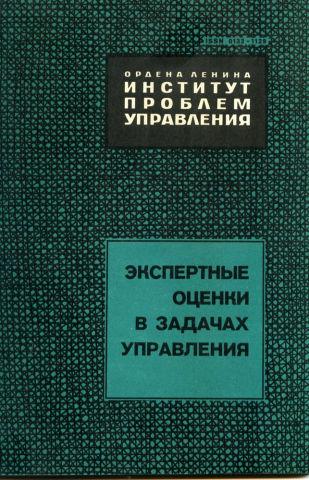 ОРДЕНА ЛЕНИНА
ИНСТИТУТ
ПРОБЛЕМ
УПРАВЛЕНИЯ
ЭКСПЕРТНЫЕ
ОЦЕНКИ
В ЗАДАЧАХ
УПРАВЛЕНИЯ